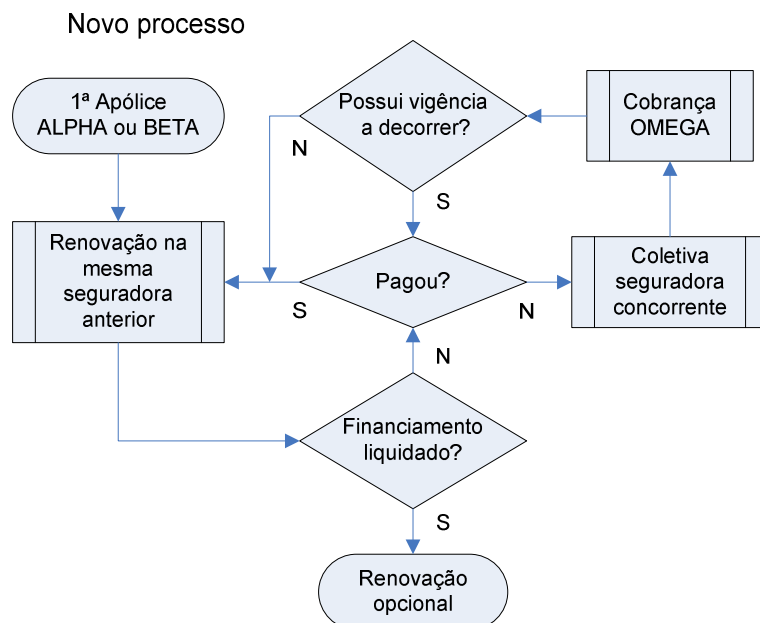 Novo processo
1ª Apólice
ALPHA ou BETA
Possui vigência
a decorrer?
Cobrança
OMEGA
N
S
Renovação na
mesma
seguradora
anterior
Pagou?
Coletiva
seguradora
concorrente
S
N
N
Financiamento
liquidado?
S
Renovação
opcional